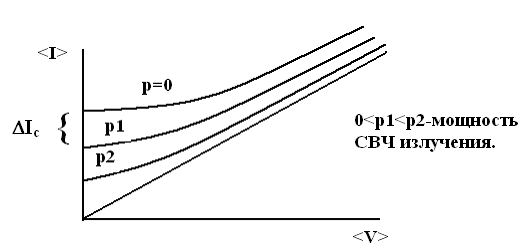 <I>
p=0
ΔIc {
p1
p2
0<p1<p2-мощность
СВЧ излучения.
<V>